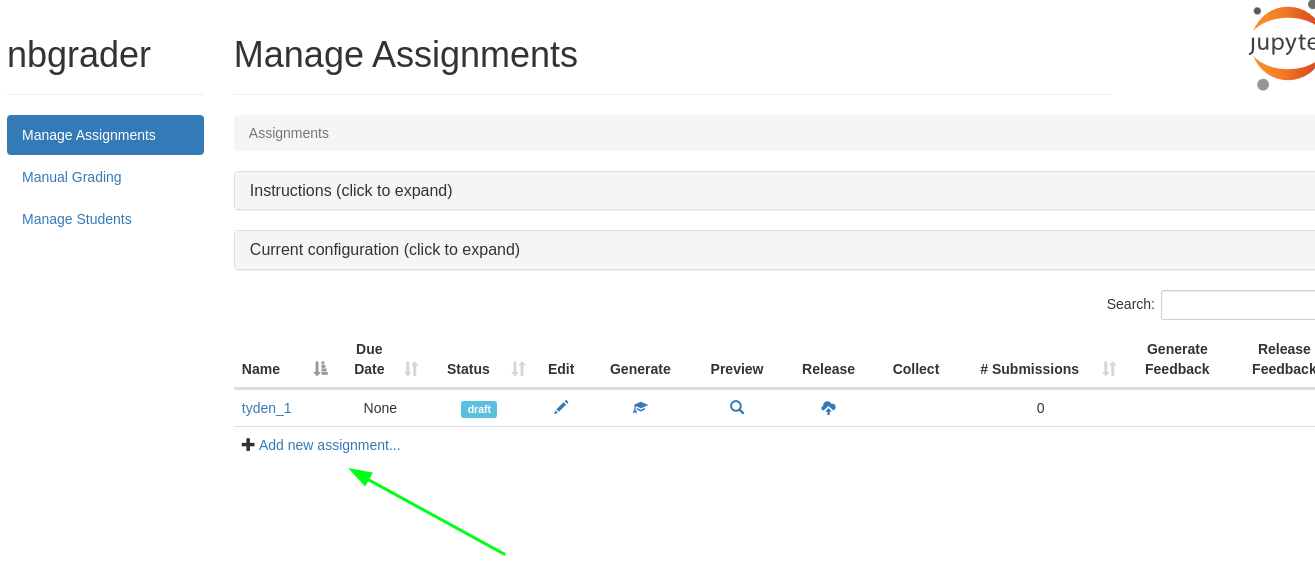 nbgrader
Manage Assignments
jupyte
Manage Assignments
Manual Grading
Manage Students
Assignments
Instructions (click to expand)
Current configuration (click to expand)
Search:
Name Due Date Status Edit Generate Preview Release Collect # Submissions Generate Feedback Release Feedback
tyden_1 None draft 0
Add new assignment...